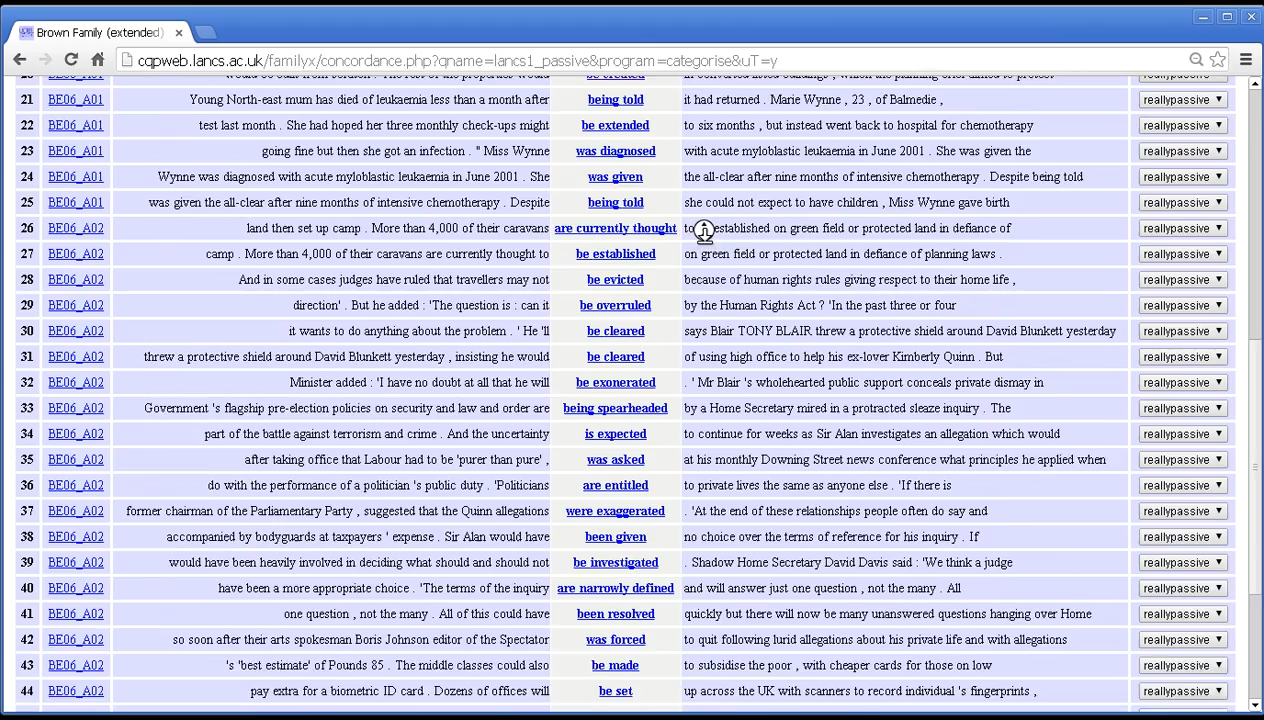 Brown Family (extended)
cqpweb.lancs.ac.uk/familyx/concordance.php?qname=lancs1_passive&program=categorise&uT=y
21 BE06_A01 Young North-east mum has died of leukaemia less than a month after being told it had returned . Marie Wynne , 23 , of Balmedie , reallypassive
22 BE06_A01 test last month . She had hoped her three monthly check-ups might be extended to six months , but instead went back to hospital for chemotherapy reallypassive
23 BE06_A01 going fine but then she got an infection . " Miss Wynne was diagnosed with acute myloblastic leukaemia in June 2001 . She was given the reallypassive
24 BE06_A01 Wynne was diagnosed with acute myloblastic leukaemia in June 2001 . She was given the all-clear after nine months of intensive chemotherapy . Despite being told reallypassive
25 BE06_A01 was given the all-clear after nine months of intensive chemotherapy . Despite being told she could not expect to have children , Miss Wynne gave birth reallypassive
26 BE06_A02 land then set up camp . More than 4,000 of their caravans are currently thought to established on green field or protected land in defiance of reallypassive
27 BE06_A02 camp . More than 4,000 of their caravans are currently thought to be established on green field or protected land in defiance of planning laws . reallypassive
28 BE06_A02 And in some cases judges have ruled that travellers may not be evicted because of human rights rules giving respect to their home life , reallypassive
29 BE06_A02 direction' . But he added : 'The question is : can it be overruled by the Human Rights Act ? 'In the past three or four reallypassive
30 BE06_A02 it wants to do anything about the problem . ' He 'll be cleared says Blair TONY BLAIR threw a protective shield around David Blunkett yesterday reallypassive
31 BE06_A02 threw a protective shield around David Blunkett yesterday , insisting he would be cleared of using high office to help his ex-lover Kimberly Quinn . But reallypassive
32 BE06_A02 Minister added : 'I have no doubt at all that he will be exonerated . ' Mr Blair 's wholehearted public support conceals private dismay in reallypassive
33 BE06_A02 Government 's flagship pre-election policies on security and law and order are being spearheaded by a Home Secretary mired in a protracted sleaze inquiry . The reallypassive
34 BE06_A02 part of the battle against terrorism and crime . And the uncertainty is expected to continue for weeks as Sir Alan investigates an allegation which would reallypassive
35 BE06_A02 after taking office that Labour had to be 'purer than pure' , was asked at his monthly Downing Street news conference what principles he applied when reallypassive
36 BE06_A02 do with the performance of a politician 's public duty . 'Politicians are entitled to private lives the same as anyone else . 'If there is reallypassive
37 BE06_A02 former chairman of the Parliamentary Party , suggested that the Quinn allegations were exaggerated . 'At the end of these relationships people often do say and reallypassive
38 BE06_A02 accompanied by bodyguards at taxpayers ' expense . Sir Alan would have been given no choice over the terms of reference for his inquiry . If reallypassive
39 BE06_A02 would have been heavily involved in deciding what should and should not be investigated . Shadow Home Secretary David Davis said : 'We think a judge reallypassive
40 BE06_A02 have been a more appropriate choice . 'The terms of the inquiry are narrowly defined and will answer just one question , not the many . All reallypassive
41 BE06_A02 one question , not the many . All of this could have been resolved quickly but there will now be many unanswered questions hanging over Home reallypassive
42 BE06_A02 so soon after their arts spokesman Boris Johnson editor of the Spectator was forced to quit following lurid allegations about his private life and with allegations reallypassive
43 BE06_A02 's 'best estimate' of Pounds 85 . The middle classes could also be made to subsidise the por , with cheaper cards for those on low reallypassive
44 BE06_A02 pay extra for a biometric ID card . Dozens of offices will be set up across the UK with scanners to record individual 's fingerprints , reallypassive